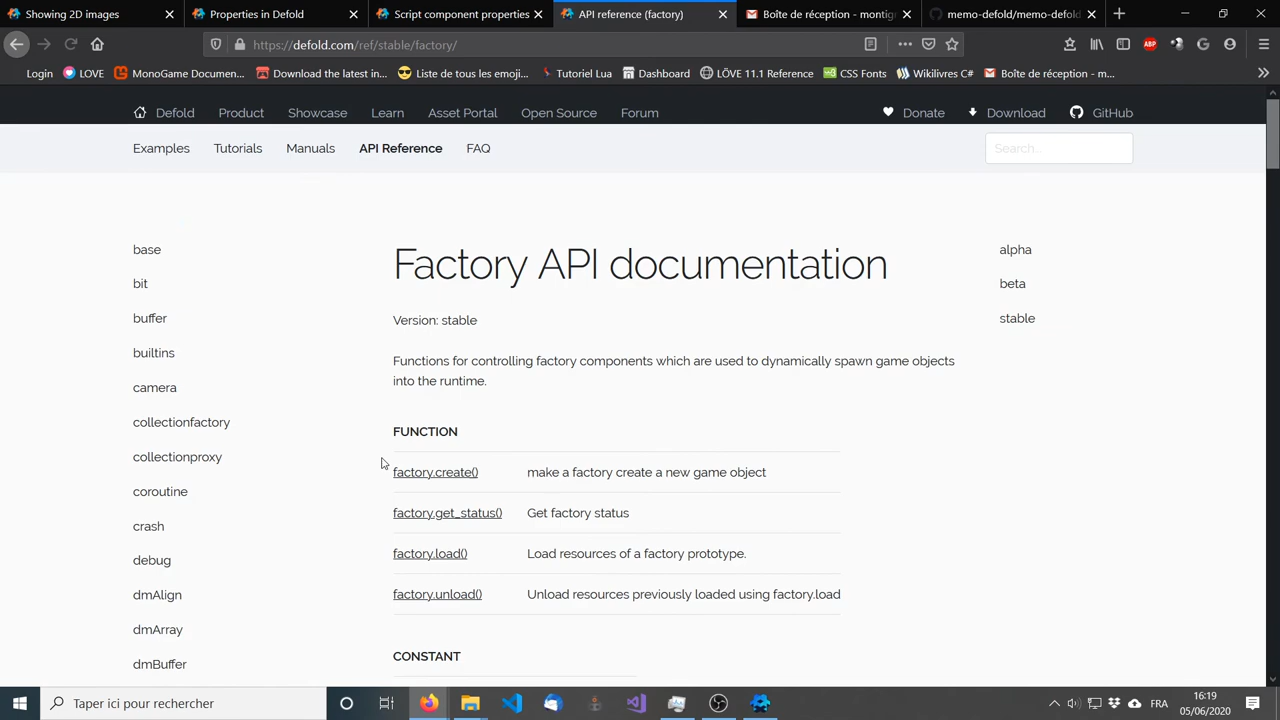 Showing 2D images
Properties in Defold
Script component properties
API reference (factory)
Boîte de réception - montign
memo-defold/memo-defold
https://defold.com/ref/stable/factory/
Login
LOVE
MonoGame Documen...
Download the latest in...
Liste de tous les emoji...
Tutoriel Lua
Dashboard
LÖVE 11.1 Reference
CSS Fonts
Wikilivres C#
Boîte de réception - m...
Defold
Product
Showcase
Learn
Asset Portal
Open Source
Forum
Donate
Download
GitHub
Examples
Tutorials
Manuals
API Reference
FAQ
Search...
base
bit
buffer
builtins
camera
collectionfactory
collectionproxy
coroutine
crash
debug
dmAlign
dmArray
dmBuffer
Factory API documentation
Version: stable
Functions for controlling factory components which are used to dynamically spawn game objects
into the runtime.
FUNCTION
factory.create() make a factory create a new game object
factory.get_status() Get factory status
factory.load() Load resources of a factory prototype.
factory.unload() Unload resources previously loaded using factory.load
CONSTANT
alpha
beta
stable
Taper ici pour rechercher
FRA
16:19
05/06/2020